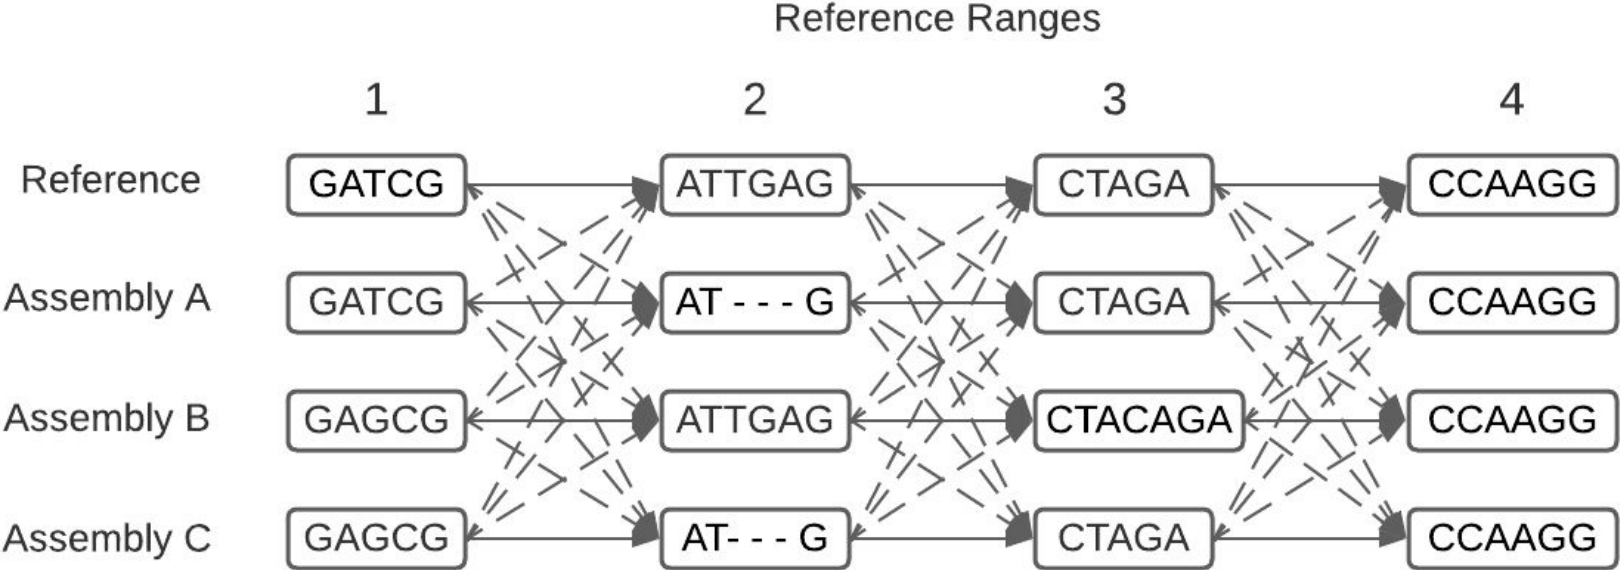 Reference Ranges
1 2 3 4
Reference GATCG ATTGAG CTAGA CCAAGG
Assembly A GATCG AT - - - G CTAGA CCAAGG
Assembly B GAGCG ATTGAG CTACAGA CCAAGG
Assembly C GAGCG AT- - - G CTAGA CCAAGG